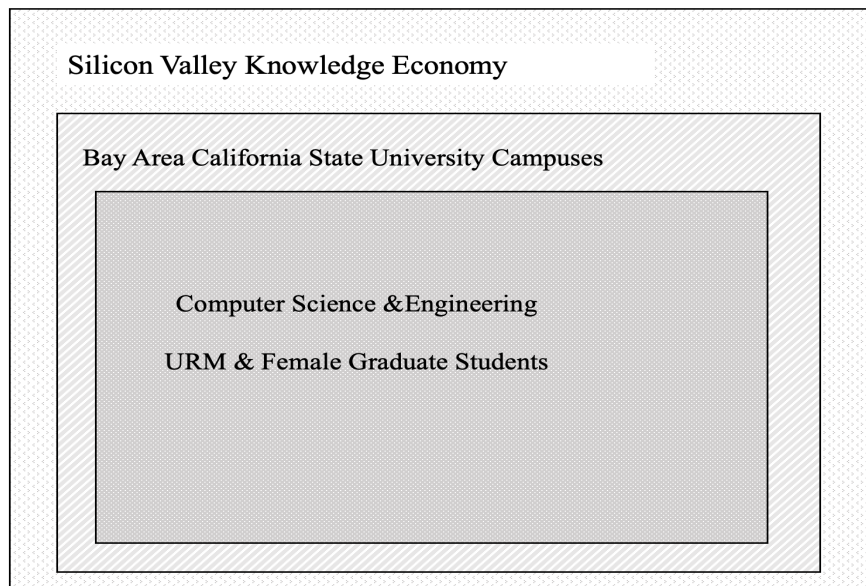 Silicon Valley Knowledge Economy
Bay Area California State University Campuses
Computer Science &Engineering
URM & Female Graduate Students